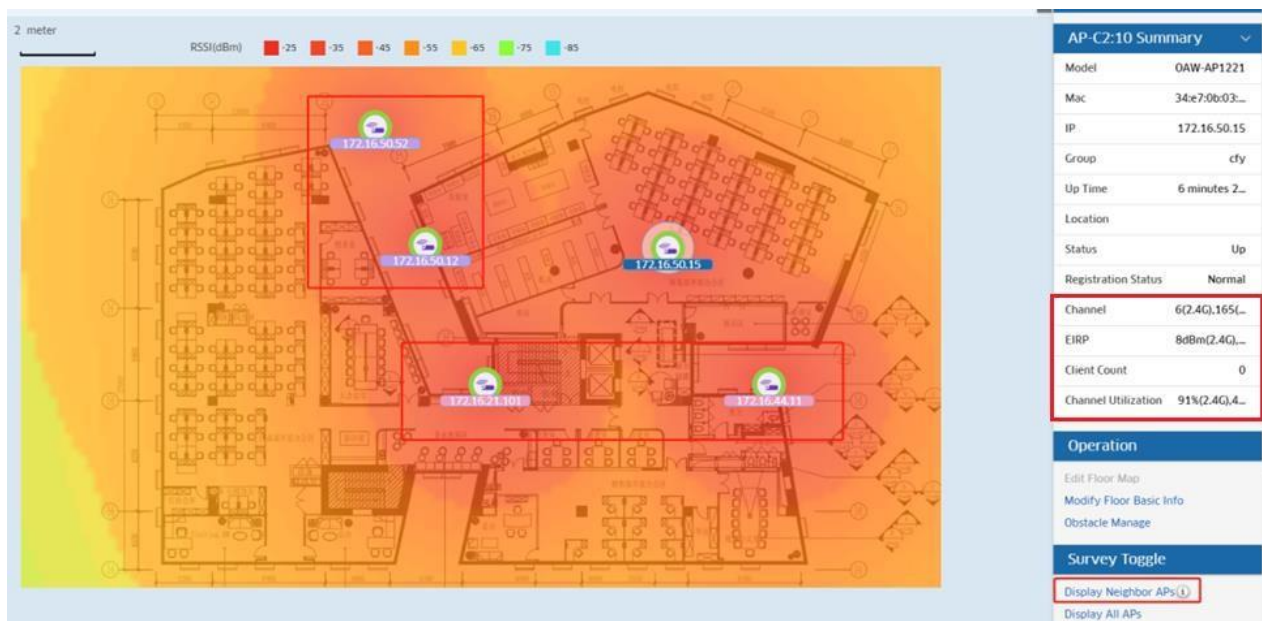 2 meter
RSSI(dBm) -25 -35 -45 -55 -65 -75 -85
172.16.50.52
172.16.50.12
172.16.50.15
172.16.21.101
172.16.44.11
AP-C2:10 Summary
Model OAW-AP1221
Mac 34:e7:0b:03:...
IP 172.16.50.15
Group cfy
Up Time 6 minutes 2...
Location
Status Up
Registration Status Normal
Channel 6(2.4G),165(...
EIRP 8dBm(2.4G),...
Client Count 0
Channel Utilization 91%(2.4G),4...
Operation
Edit Floor Map
Modify Floor Basic Info
Obstacle Manage
Survey Toggle
Display Neighbor APs
Display All APs